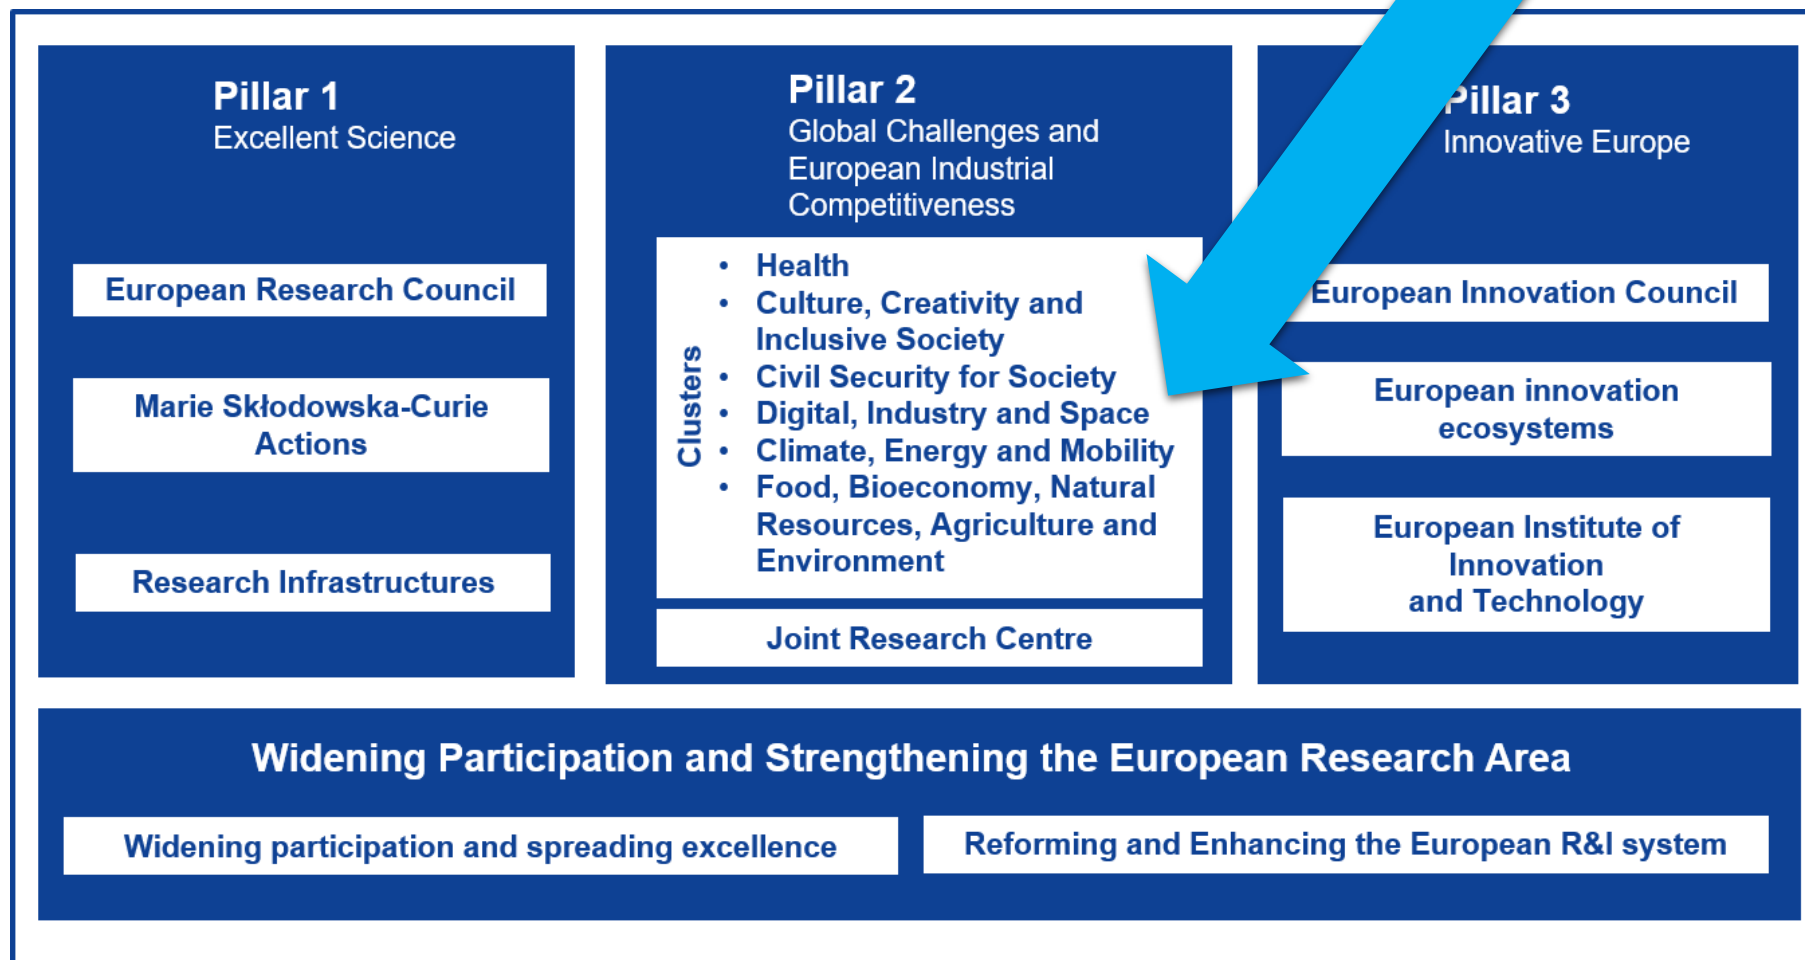 Pillar 1
Excellent Science
European Research Council
Marie Skłodowska-Curie
Actions
Research Infrastructures
Pillar 2
Global Challenges and
European Industrial
Competitiveness
Clusters
• Health
• Culture, Creativity and
Inclusive Society
• Civil Security for Society
• Digital, Industry and Space
• Climate, Energy and Mobility
• Food, Bioeconomy, Natural
Resources, Agriculture and
Environment
Joint Research Centre
Pillar 3
Innovative Europe
European Innovation Council
European innovation
ecosystems
European Institute of
Innovation
and Technology
Widening Participation and Strengthening the European Research Area
Widening participation and spreading excellence
Reforming and Enhancing the European R&I system